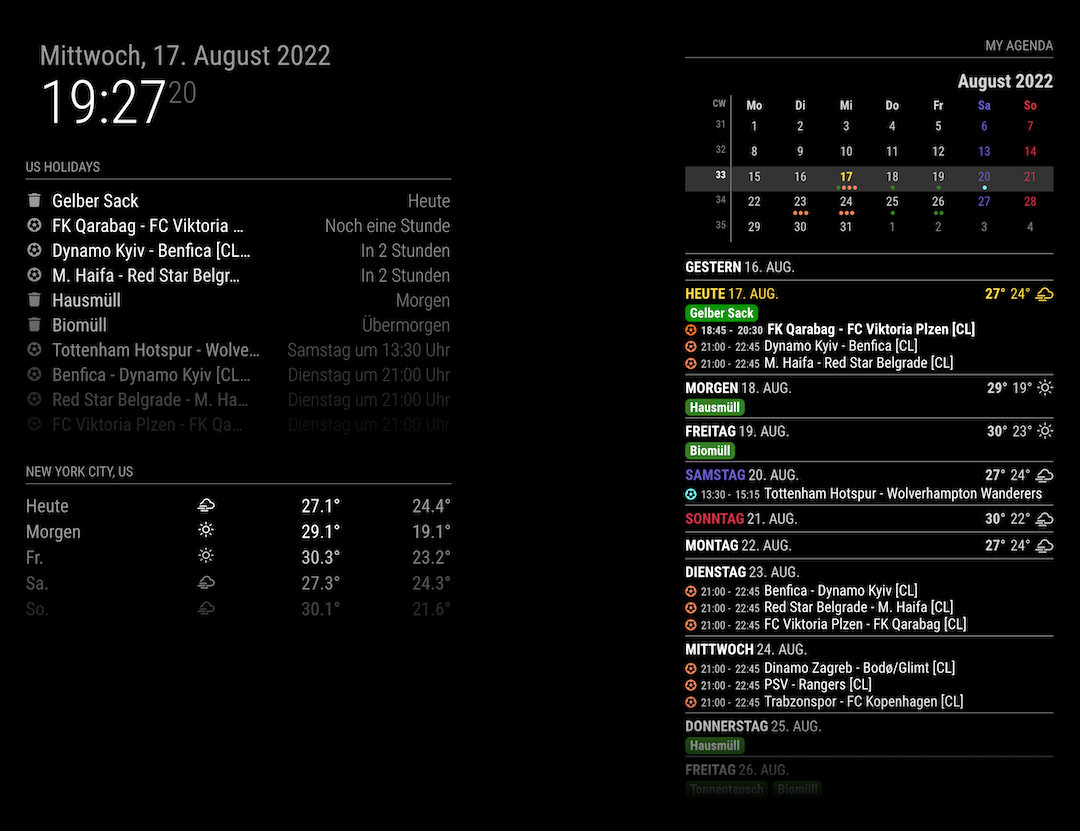 Mittwoch, 17. August 2022
19:27 20
US HOLIDAYS
Gelber Sack Heute
FK Qarabag - FC Viktoria ... Noch eine Stunde
Dynamo Kyiv - Benfica [CL... In 2 Stunden
M. Haifa - Red Star Belgr... In 2 Stunden
Hausmüll Morgen
Biomüll Übermorgen
Tottenham Hotspur - Wolve... Samstag um 13:30 Uhr
Benfica - Dynamo Kyiv [CL... Dienstag um 21:00 Uhr
Red Star Belgrade - M. Ha... Dienstag um 21:00 Uhr
FC Viktoria Plzen - FK Qa... Dienstag um 21:00 Uhr
NEW YORK CITY, US
Heute 27.1° 24.4°
Morgen 29.1° 19.1°
Fr. 30.3° 23.2°
Sa. 27.3° 24.3°
So. 30.1° 21.6°
MY AGENDA
August 2022
CW Mo Di Mi Do Fr Sa So
31 1 2 3 4 5 6 7
32 8 9 10 11 12 13 14
33 15 16 17 18 19 20 21
34 22 23 24 25 26 27 28
35 29 30 31 1 2 3 4
GESTERN 16. AUG.
HEUTE 17. AUG. 27° 24°
Gelber Sack
18:45 - 20:30 FK Qarabag - FC Viktoria Plzen [CL]
21:00 - 22:45 Dynamo Kyiv - Benfica [CL]
21:00 - 22:45 M. Haifa - Red Star Belgrade [CL]
MORGEN 18. AUG. 29° 19°
Hausmüll
FREITAG 19. AUG. 30° 23°
Biomüll
SAMSTAG 20. AUG. 27° 24°
13:30 - 15:15 Tottenham Hotspur - Wolverhampton Wanderers
SONNTAG 21. AUG. 30° 22°
MONTAG 22. AUG. 27° 24°
DIENSTAG 23. AUG.
21:00 - 22:45 Benfica - Dynamo Kyiv [CL]
21:00 - 22:45 Red Star Belgrade - M. Haifa [CL]
21:00 - 22:45 FC Viktoria Plzen - FK Qarabag [CL]
MITTWOCH 24. AUG.
21:00 - 22:45 Dinamo Zagreb - Bodø/Glimt [CL]
21:00 - 22:45 PSV - Rangers [CL]
21:00 - 22:45 Trabzonspor - FC Kopenhagen [CL]
DONNERSTAG 25. AUG.
Hausmüll
FREITAG 26. AUG.
Tonnentausch Biomüll